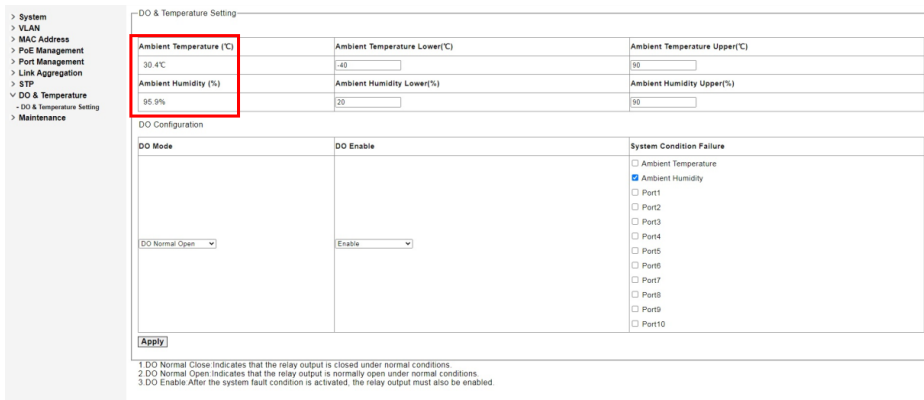 > System
> VLAN
> MAC Address
> PoE Management
> Port Management
> Link Aggregation
> STP
∨ DO & Temperature
- DO & Temperature Setting
> Maintenance
DO & Temperature Setting
Ambient Temperature (℃) Ambient Temperature Lower(℃) Ambient Temperature Upper(℃)
30.4℃ -40 90
Ambient Humidity (%) Ambient Humidity Lower(%) Ambient Humidity Upper(%)
95.9% 20 90
DO Configuration
DO Mode DO Enable System Condition Failure
Ambient Temperature
Ambient Humidity
Port1
Port2
Port3
Port4
DO Normal Open Enable
Port5
Port6
Port7
Port8
Port9
Port10
Apply
1.DO Normal Close:Indicates that the relay output is closed under normal conditions.
2.DO Normal Open:Indicates that the relay output is normally open under normal conditions.
3.DO Enable:After the system fault condition is activated, the relay output must also be enabled.